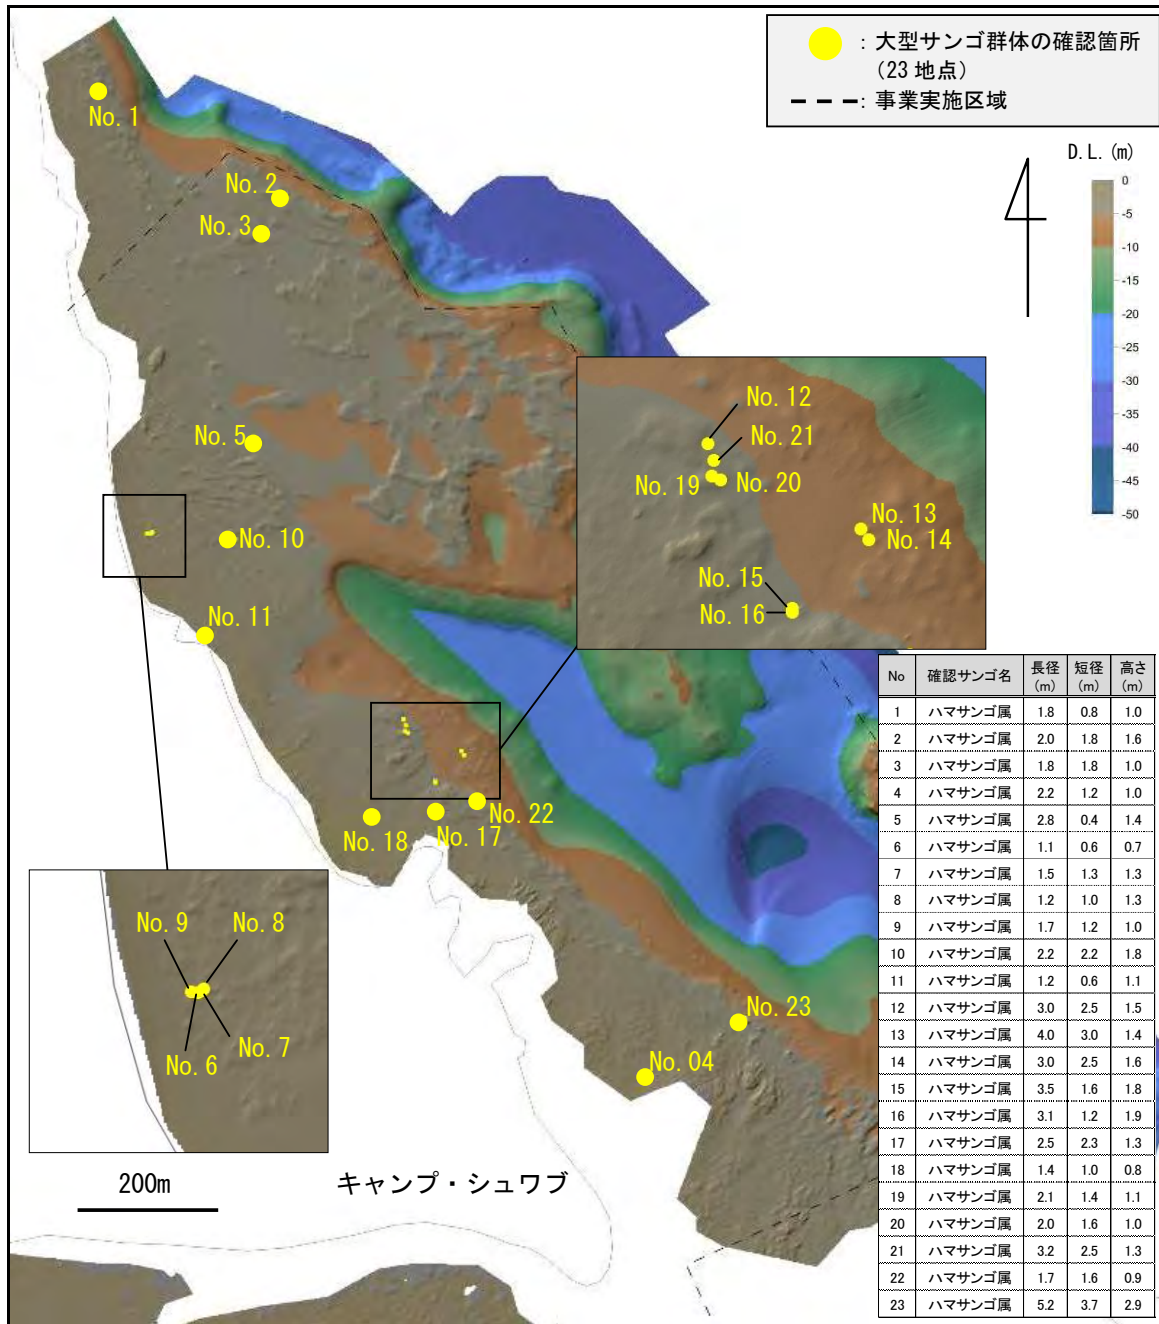 : 大型サンゴ群体の確認箇所
(23 地点)
: 事業実施区域
D.L.(m)
0
-5
-10
-15
-20
-25
-30
-35
-40
-45
-50
No.1
No.2
No.3
No.5
No.10
No.11
No.12
No.21
No.19
No.20
No.13
No.14
No.15
No.16
No.22
No.17
No.18
No.9
No.8
No.6
No.7
No.23
No.04
200m
キャンプ・シュワブ
No 確認サンゴ名 長径(m) 短径(m) 高さ(m)
1 ハマサンゴ属 1.8 0.8 1.0
2 ハマサンゴ属 2.0 1.8 1.6
3 ハマサンゴ属 1.8 1.8 1.0
4 ハマサンゴ属 2.2 1.2 1.0
5 ハマサンゴ属 2.8 0.4 1.4
6 ハマサンゴ属 1.1 0.6 0.7
7 ハマサンゴ属 1.5 1.3 1.3
8 ハマサンゴ属 1.2 1.0 1.3
9 ハマサンゴ属 1.7 1.2 1.0
10 ハマサンゴ属 2.2 2.2 1.8
11 ハマサンゴ属 1.2 0.6 1.1
12 ハマサンゴ属 3.0 2.5 1.5
13 ハマサンゴ属 4.0 3.0 1.4
14 ハマサンゴ属 3.0 2.5 1.6
15 ハマサンゴ属 3.5 1.6 1.8
16 ハマサンゴ属 3.1 1.2 1.9
17 ハマサンゴ属 2.5 2.3 1.3
18 ハマサンゴ属 1.4 1.0 0.8
19 ハマサンゴ属 2.1 1.4 1.1
20 ハマサンゴ属 2.0 1.6 1.0
21 ハマサンゴ属 3.2 2.5 1.3
22 ハマサンゴ属 1.7 1.6 0.9
23 ハマサンゴ属 5.2 3.7 2.9